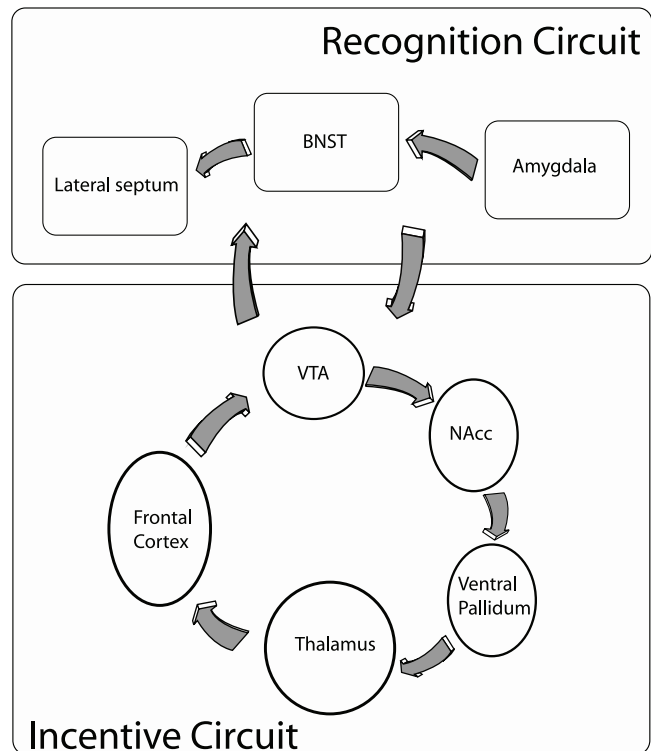 Recognition Circuit
BNST
Lateral septum
Amygdala
VTA
NAcc
Frontal
Cortex
Ventral
Pallidum
Thalamus
Incentive Circuit